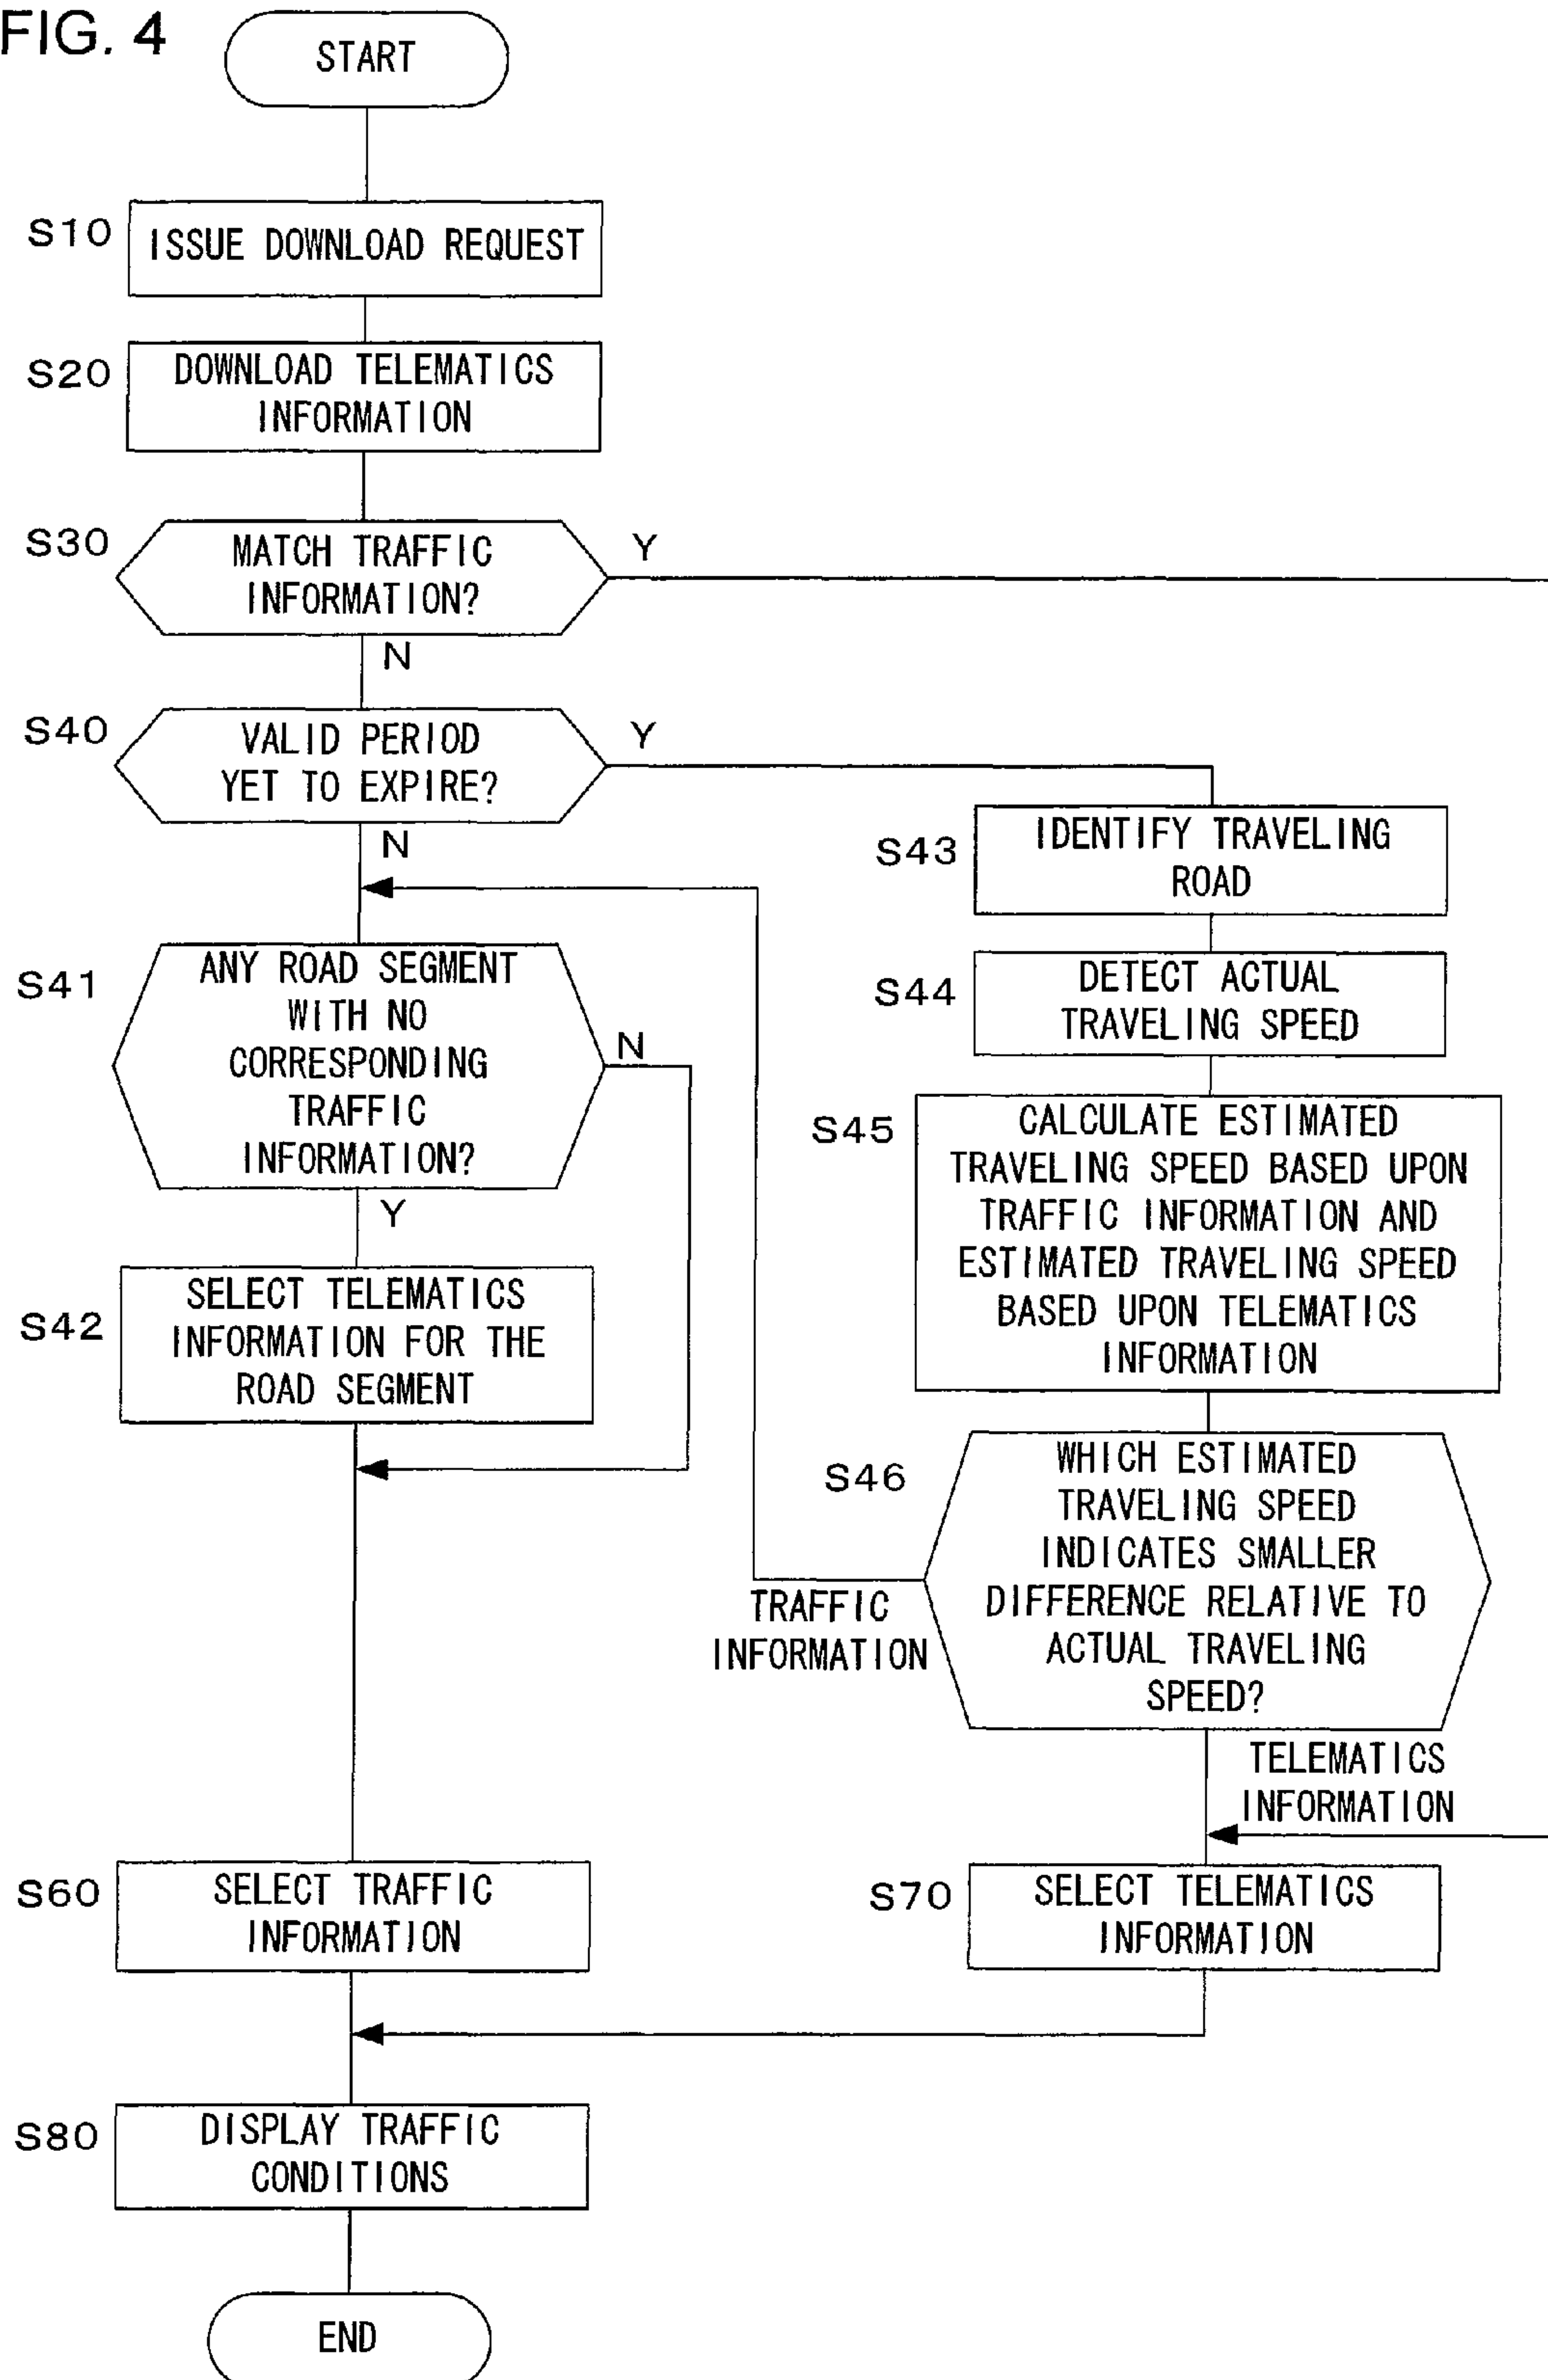 FIG. 4
START
S10
ISSUE DOWNLOAD REQUEST
S20
DOWNLOAD TELEMATICS
INFORMATION
S30
MATCH TRAFFIC
INFORMATION?
Y
N
S40
VALID PERIOD
YET TO EXPIRE?
Y
N
S43
IDENTIFY TRAVELING
ROAD
S44
DETECT ACTUAL
TRAVELING SPEED
S41
ANY ROAD SEGMENT
WITH NO
CORRESPONDING
TRAFFIC
INFORMATION?
N
Y
S45
CALCULATE ESTIMATED
TRAVELING SPEED BASED UPON
TRAFFIC INFORMATION AND
ESTIMATED TRAVELING SPEED
BASED UPON TELEMATICS
INFORMATION
S42
SELECT TELEMATICS
INFORMATION FOR THE
ROAD SEGMENT
S46
WHICH ESTIMATED
TRAVELING SPEED
INDICATES SMALLER
DIFFERENCE RELATIVE TO
ACTUAL TRAVELING
SPEED?
TRAFFIC
INFORMATION
TELEMATICS
INFORMATION
S60
SELECT TRAFFIC
INFORMATION
S70
SELECT TELEMATICS
INFORMATION
S80
DISPLAY TRAFFIC
CONDITIONS
END